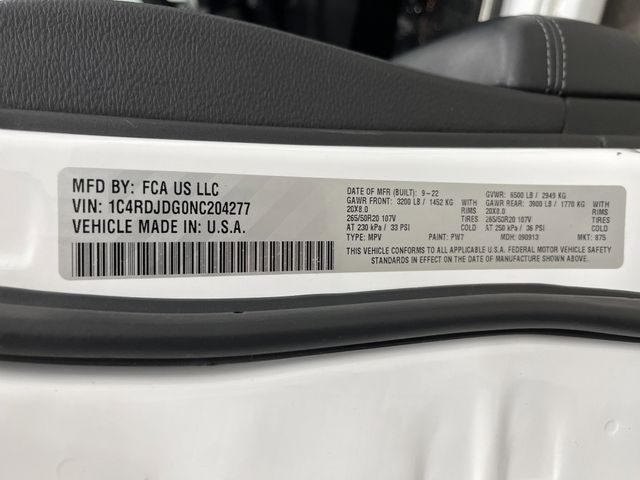 MFD BY: FCA US LLC
VIN: 1C4RDJDG0NC204277
VEHICLE MADE IN: U.S.A.
DATE OF MFR (BUILT): 9-22 GVWR: 6500 LB / 2949 KG
GAWR FRONT: 3200 LB / 1452 KG WITH GAWR REAR: 3900 LB / 1770 KG WITH
20X8.0 RIMS 20X8.0 RIMS
265/50R20 107V TIRES 265/50R20 107V TIRES
AT 230 kPa / 33 PSI COLD AT 250 kPa / 36 PSI COLD
TYPE: MPV PAINT: PW7 MDH: 090913 MKT: 875
THIS VEHICLE CONFORMS TO ALL APPLICABLE U.S.A. FEDERAL MOTOR VEHICLE SAFETY
STANDARDS IN EFFECT ON THE DATE OF MANUFACTURE SHOWN ABOVE.